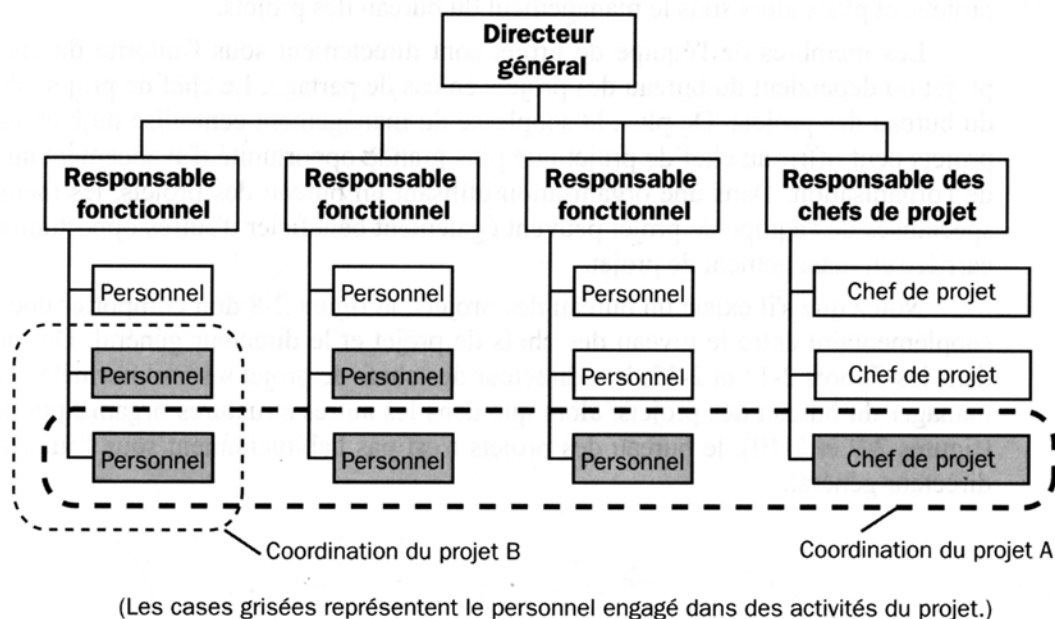 Directeur
général
Responsable
fonctionnel
Responsable
fonctionnel
Responsable
fonctionnel
Responsable des
chefs de projet
Personnel
Personnel
Personnel
Chef de projet
Personnel
Personnel
Personnel
Chef de projet
Personnel
Personnel
Personnel
Chef de projet
Coordination du projet B
Coordination du projet A
(Les cases grisées représentent le personnel engagé dans des activités du projet.)